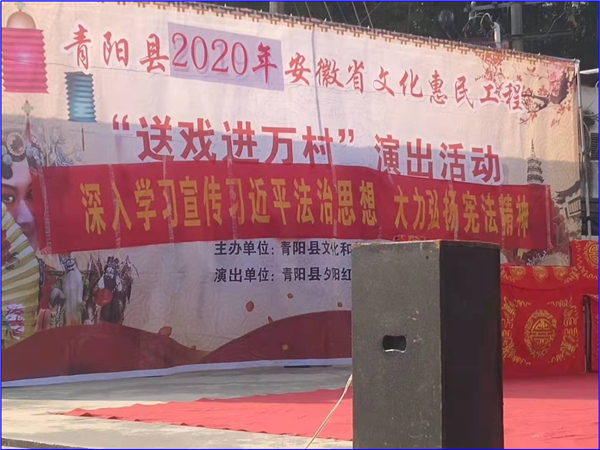 青阳县2020年安徽省文化惠民工程
“送戏进万村”演出活动
深入学习宣传习近平法治思想 大力弘扬宪法精神
主办单位：青阳县文化和
演出单位：青阳县夕阳红